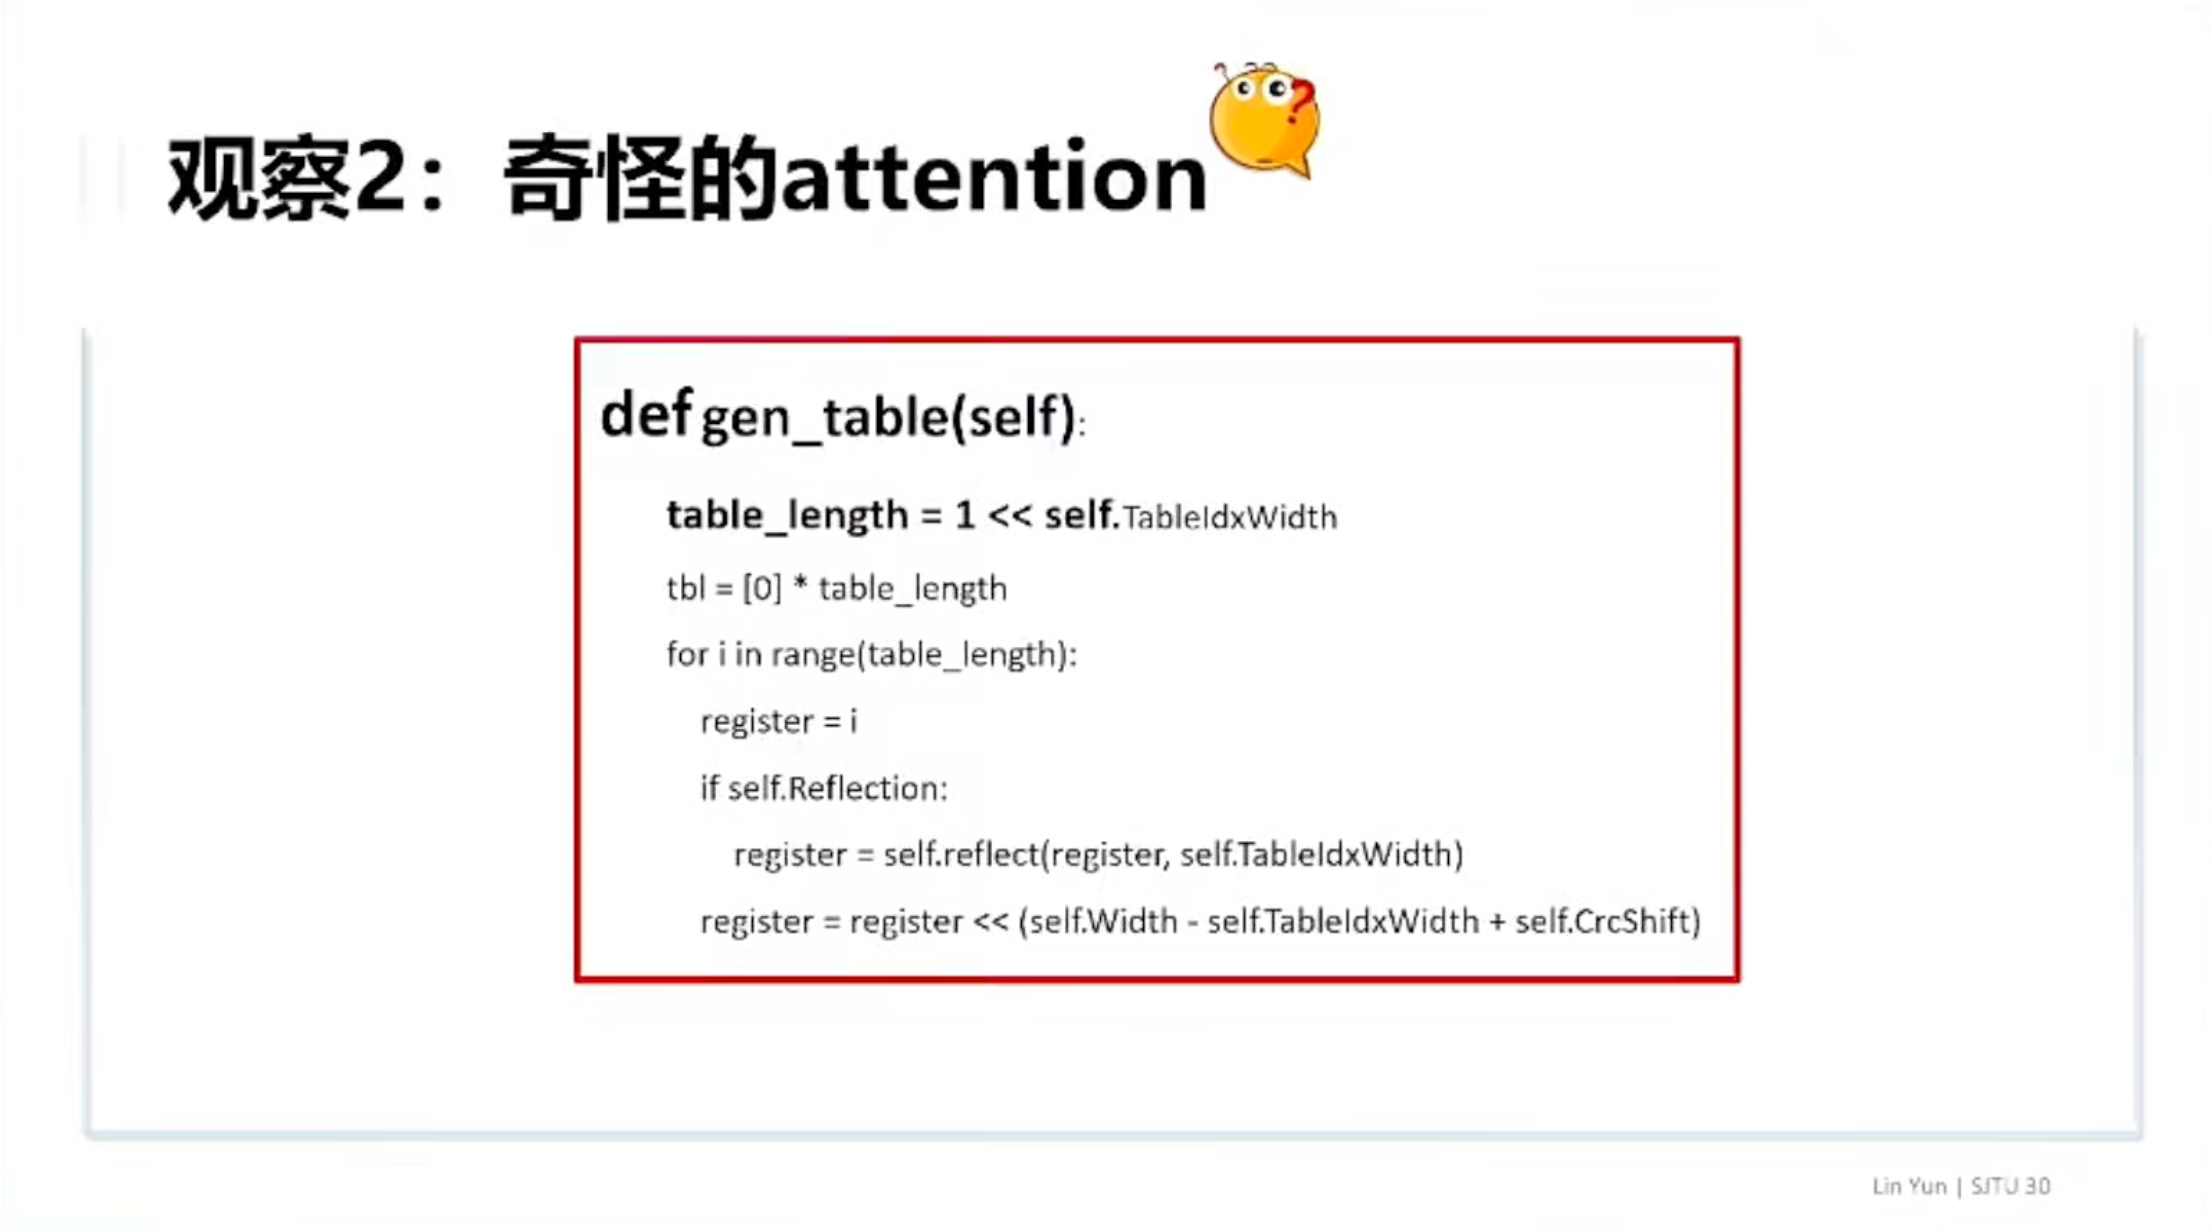 观察2：奇怪的attention
def gen_table(self):
table_length = 1 << self.TableIdxWidth
tbl = [0] * table_length
for i in range(table_length):
register = i
if self.Reflection:
register = self.reflect(register, self.TableIdxWidth)
register = register << (self.Width - self.TableIdxWidth + self.CrcShift)
Lin Yun | SJTU 30